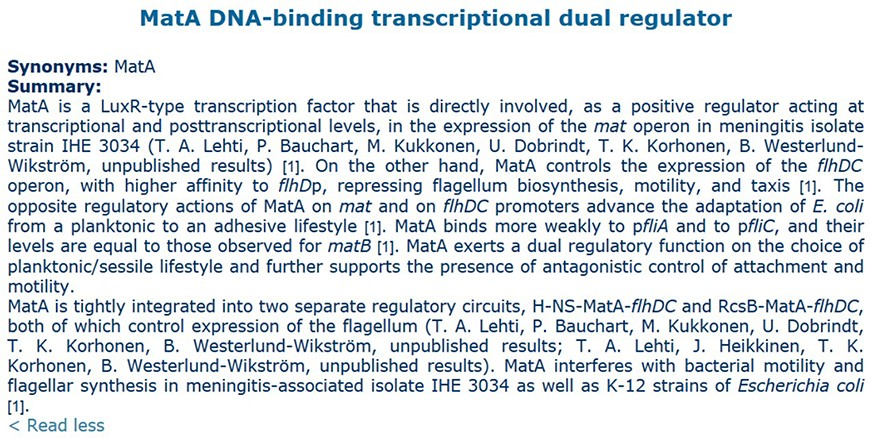 MatA DNA-binding transcriptional dual regulator
Synonyms: MatA
Summary:
MatA is a LuxR-type transcription factor that is directly involved, as a positive regulator acting at
transcriptional and posttranscriptional levels, in the expression of the mat operon in meningitis isolate
strain IHE 3034 (T. A. Lehti, P. Bauchart, M. Kukkonen, U. Dobrindt, T. K. Korhonen, B. Westerlund-
Wikström, unpublished results) [1]. On the other hand, MatA controls the expression of the flhDC
operon, with higher affinity to flhDp, repressing flagellum biosynthesis, motility, and taxis [1]. The
opposite regulatory actions of MatA on mat and on flhDC promoters advance the adaptation of E. coli
from a planktonic to an adhesive lifestyle [1]. MatA binds more weakly to pfliA and to pfliC, and their
levels are equal to those observed for matB [1]. MatA exerts a dual regulatory function on the choice of
planktonic/sessile lifestyle and further supports the presence of antagonistic control of attachment and
motility.
MatA is tightly integrated into two separate regulatory circuits, H-NS-MatA-flhDC and RcsB-MatA-flhDC,
both of which control expression of the flagellum (T. A. Lehti, P. Bauchart, M. Kukkonen, U. Dobrindt,
T. K. Korhonen, B. Westerlund-Wikström, unpublished results; T. A. Lehti, J. Heikkinen, T. K.
Korhonen, B. Westerlund-Wikström, unpublished results). MatA interferes with bacterial motility and
flagellar synthesis in meningitis-associated isolate IHE 3034 as well as K-12 strains of Escherichia coli
[1].
< Read less